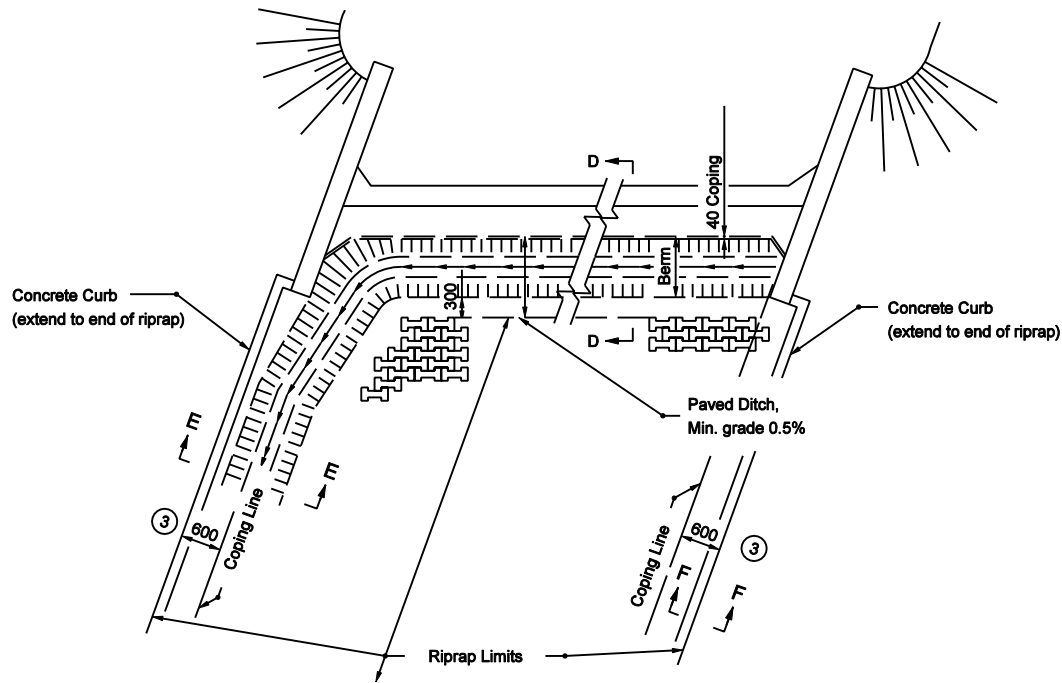 D
40 Coping
Berm
300
Concrete Curb
(extend to end of riprap)
Concrete Curb
(extend to end of riprap)
D
Paved Ditch,
Min. grade 0.5%
E
E
3
600
Coping Line
Coping Line
600
3
F
F
Riprap Limits